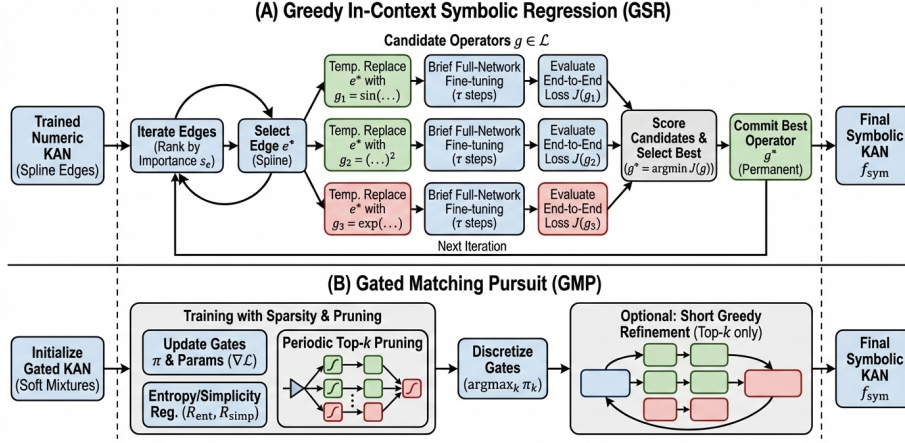 (A) Greedy In-Context Symbolic Regression (GSR)
Candidate Operators g ∈ ℒ
Trained
Numeric
KAN
(Spline Edges)
Iterate Edges
(Rank by
Importance sₑ)
Select
Edge e*
(Spline)
Temp. Replace
e* with
g₁ = sin(…)
Brief Full-Network
Fine-tuning
(τ steps)
Evaluate
End-to-End
Loss J(g₁)
Temp. Replace
e* with
g₂ = (…)²
Brief Full-Network
Fine-tuning
(τ steps)
Evaluate
End-to-End
Loss J(g₂)
Temp. Replace
e* with
g₃ = exp(…)
Brief Full-Network
Fine-tuning
(τ steps)
Evaluate
End-to-End
Loss J(g₃)
Score
Candidates &
Select Best
(g* = argmin J(g))
Commit Best
Operator
g*
(Permanent)
Final
Symbolic
KAN
f_sym
Next Iteration
(B) Gated Matching Pursuit (GMP)
Initialize
Gated KAN
(Soft Mixtures)
Training with Sparsity & Pruning
Update Gates
π & Params (∇ℒ)
Entropy/Simplicity
Reg. (R_ent, R_simp)
Periodic Top-k Pruning
Discretize
Gates
(argmaxₖ πₖ)
Optional: Short Greedy
Refinement (Top-k only)
Final
Symbolic
KAN
f_sym